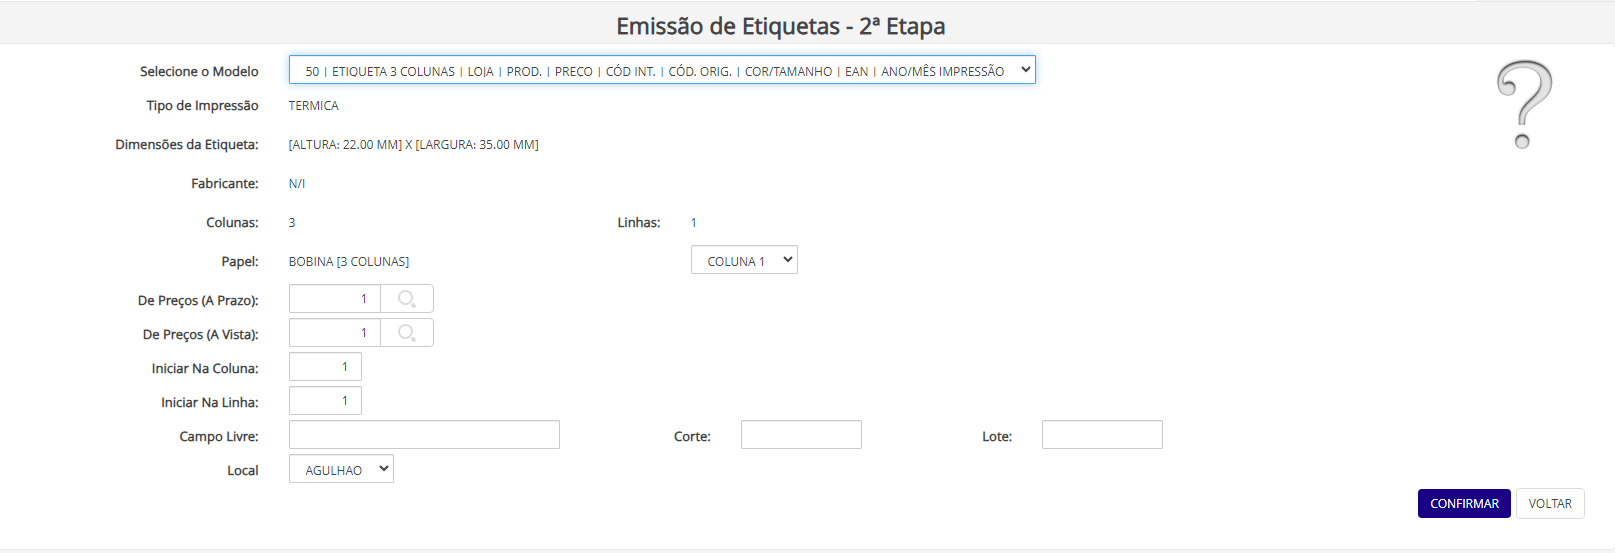 Emissão de Etiquetas - 2ª Etapa
Selecione o Modelo 50 | ETIQUETA 3 COLUNAS | LOJA | PROD. | PRECO | CÓD INT. | CÓD. ORIG. | COR/TAMANHO | EAN | ANO/MÊS IMPRESSÃO
Tipo de Impressão TERMICA
Dimensões da Etiqueta: [ALTURA: 22.00 MM] X [LARGURA: 35.00 MM]
Fabricante: N/I
Colunas: 3 Linhas: 1
Papel: BOBINA [3 COLUNAS] COLUNA 1
De Preços (A Prazo): 1
De Preços (A Vista): 1
Iniciar Na Coluna: 1
Iniciar Na Linha: 1
Campo Livre: Corte: Lote:
Local AGULHAO
CONFIRMAR VOLTAR